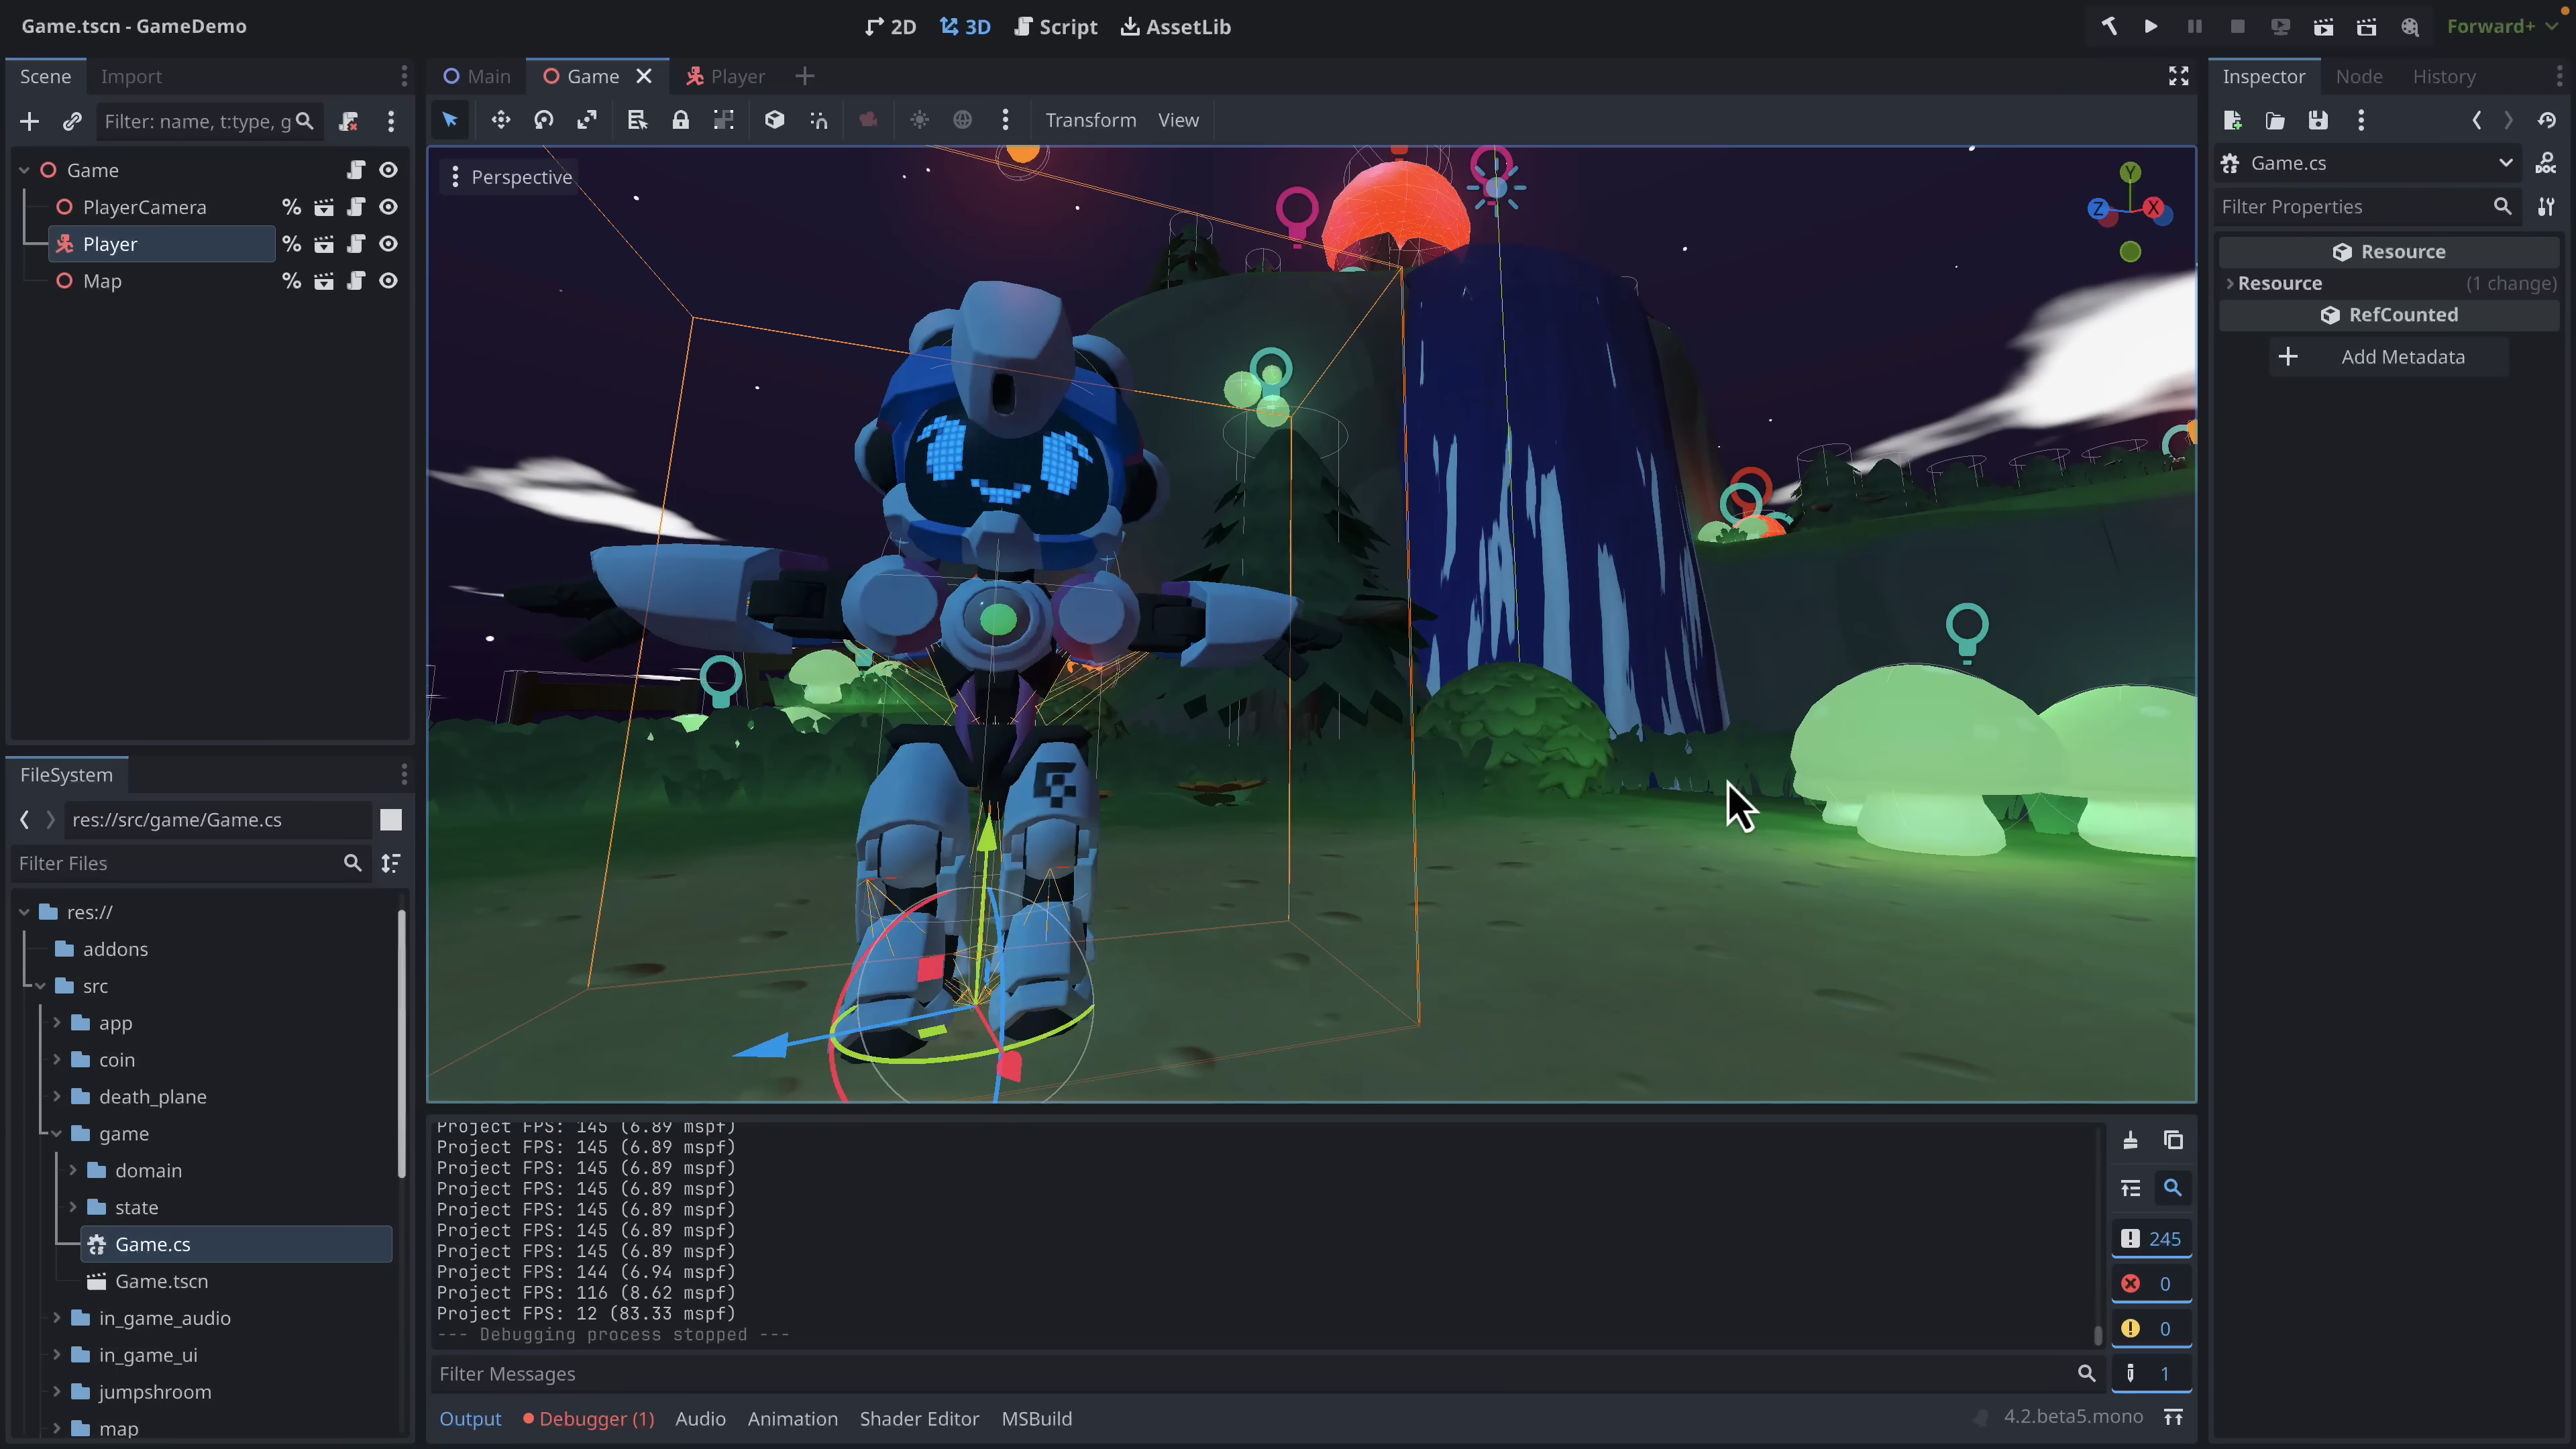 Game.tscn - GameDemo
2D
3D
Script
AssetLib
Forward+
Scene
Import
Filter: name, t:type, g
Game
PlayerCamera
%
Player
%
Map
%
FileSystem
res://src/game/Game.cs
Filter Files
res://
addons
src
app
coin
death_plane
game
domain
state
Game.cs
Game.tscn
in_game_audio
in_game_ui
jumpshroom
map
Main
Game
Player
Transform
View
Perspective
Y
Z
X
Project FPS: 145 (6.89 mspf)
Project FPS: 145 (6.89 mspf)
Project FPS: 145 (6.89 mspf)
Project FPS: 145 (6.89 mspf)
Project FPS: 145 (6.89 mspf)
Project FPS: 145 (6.89 mspf)
Project FPS: 145 (6.89 mspf)
Project FPS: 144 (6.94 mspf)
Project FPS: 116 (8.62 mspf)
Project FPS: 12 (83.33 mspf)
--- Debugging process stopped ---
Filter Messages
245
0
0
1
Output
Debugger (1)
Audio
Animation
Shader Editor
MSBuild
4.2.beta5.mono
Inspector
Node
History
Game.cs
DOC
Filter Properties
Resource
Resource (1 change)
RefCounted
Add Metadata